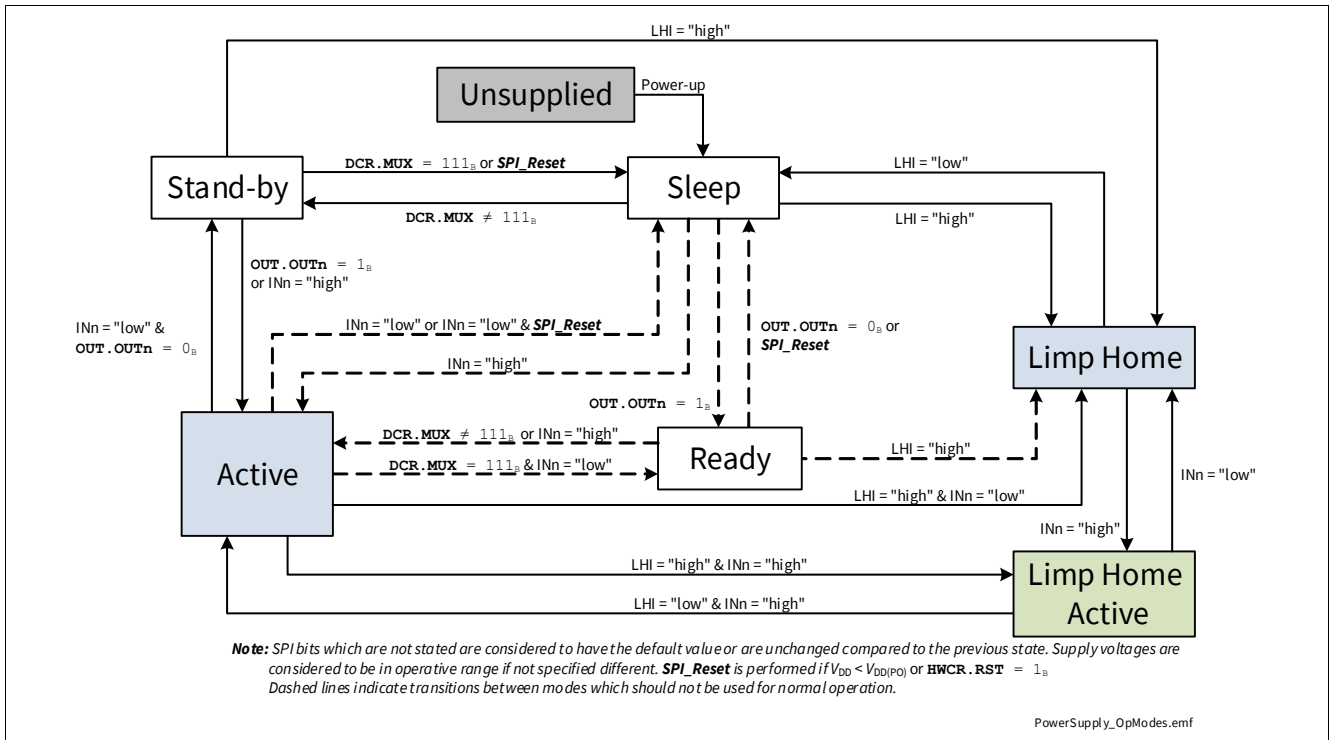 LHI = "high"
Unsupplied
Power-up
DCR.MUX = 111B or SPI_Reset
LHI = "low"
Stand-by
Sleep
DCR.MUX ≠ 111B
LHI = "high"
OUT.OUTn = 1B
or INn = "high"
INn = "low" &
OUT.OUTn = 0B
INn = "low" or INn = "low" & SPI_Reset
OUT.OUTn = 0B or
SPI_Reset
Limp Home
INn = "high"
OUT.OUTn = 1B
DCR.MUX ≠ 111B or INn = "high"
Ready
LHI = "high"
DCR.MUX = 111B & INn = "low"
Active
INn = "low"
LHI = "high" & INn = "low"
INn = "high"
LHI = "high" & INn = "high"
Limp Home
Active
LHI = "low" & INn = "high"
Note: SPI bits which are not stated are considered to have the default value or are unchanged compared to the previous state. Supply voltages are
considered to be in operative range if not specified different. SPI_Reset is performed if VDD < VDD(PO) or HWCR.RST = 1B
Dashed lines indicate transitions between modes which should not be used for normal operation.
PowerSupply_OpModes.emf